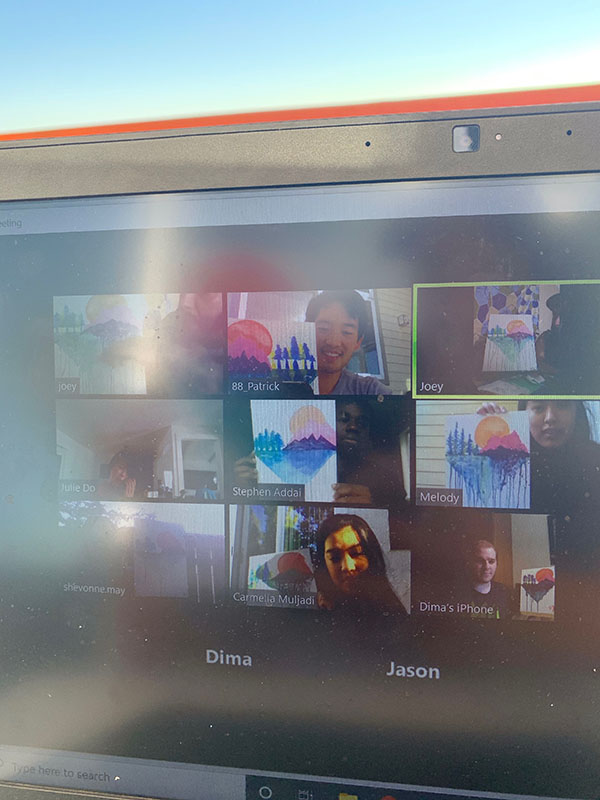 eeting
joey
88_Patrick
Joey
Julie Do
Stephen Addai
Melody
shevonne.may
Carmelia Muljadi
Dima's iPhone
Dima
Jason
Type here to search